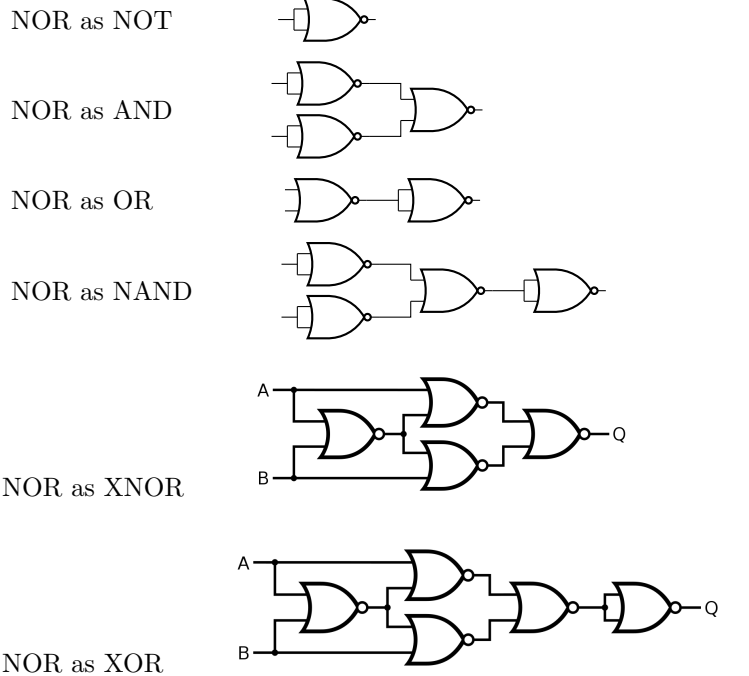 NOR as NOT
NOR as AND
NOR as OR
NOR as NAND
A
Q
B
NOR as XNOR
A
Q
B
NOR as XOR